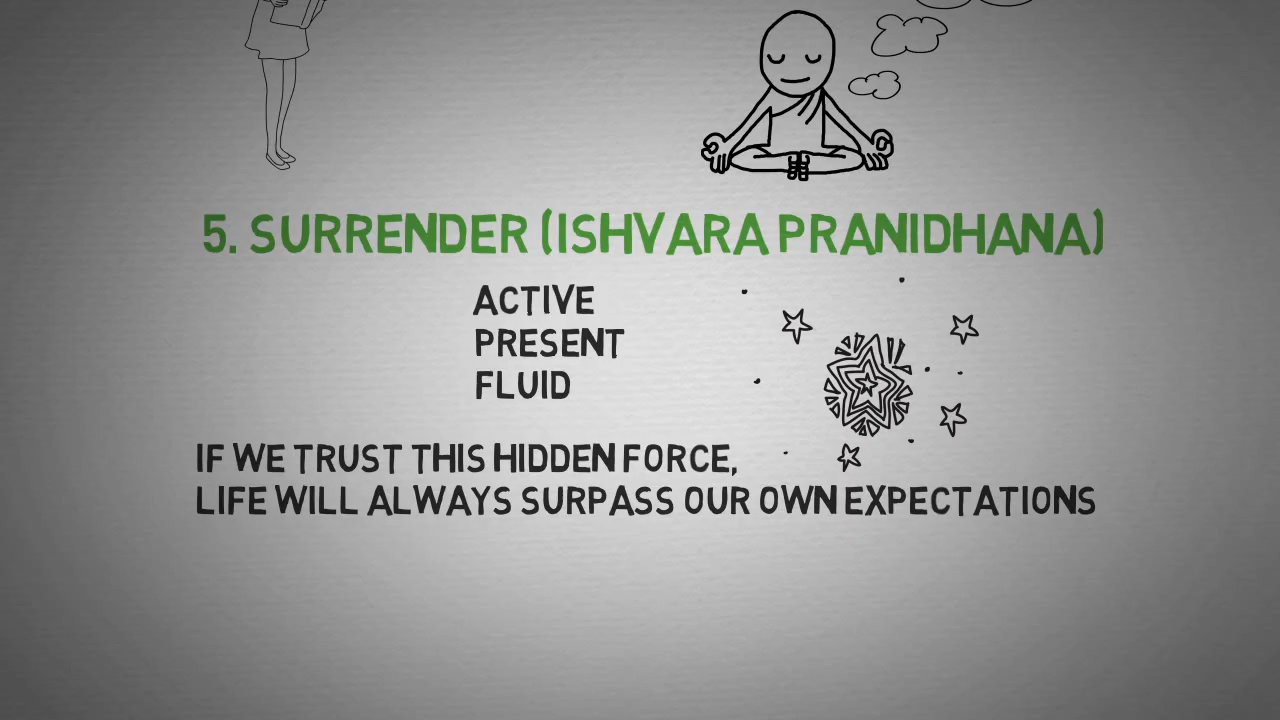 5. SURRENDER (ISHVARA PRANIDHANA)
ACTIVE
PRESENT
FLUID
IF WE TRUST THIS HIDDEN FORCE,
LIFE WILL ALWAYS SURPASS OUR OWN EXPECTATIONS